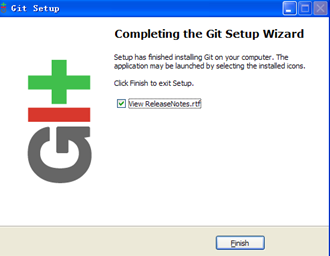 Git Setup
Completing the Git Setup Wizard
Setup has finished installing Git on your computer. The
application may be launched by selecting the installed icons.
Click Finish to exit Setup.
View ReleaseNotes.rtf
GIt
Finish